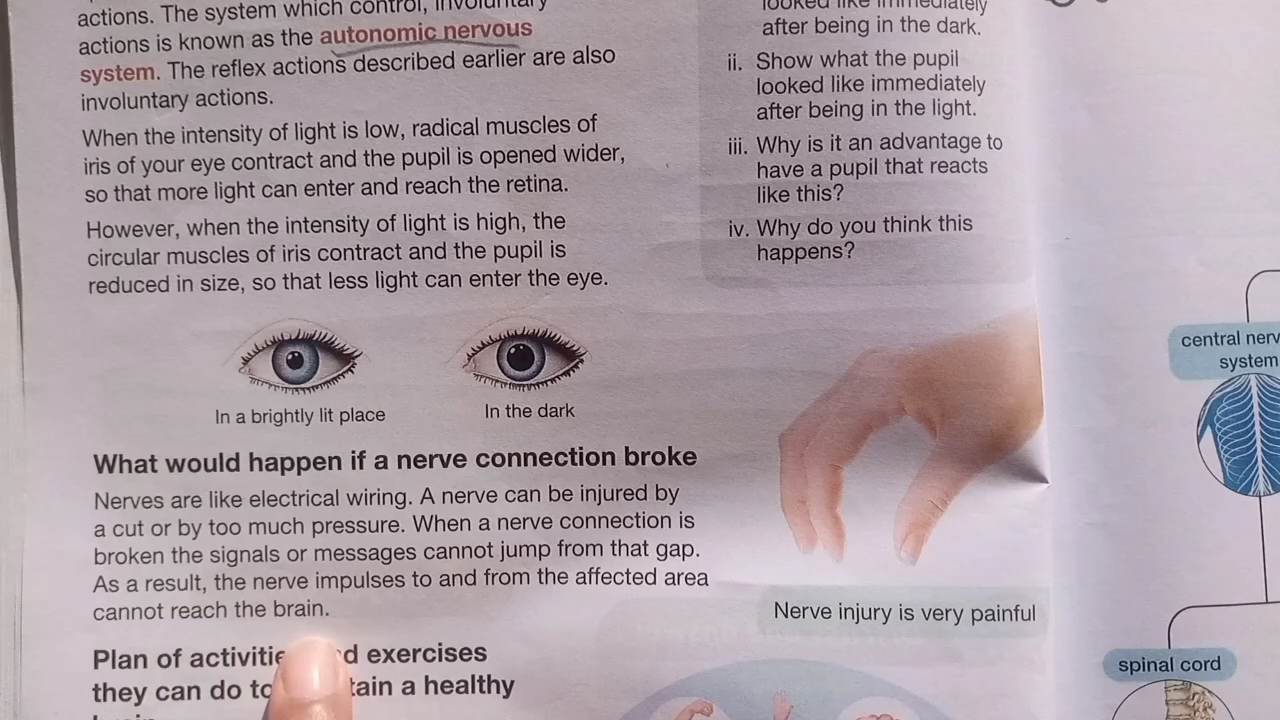 actions. The system which control, involuntary
actions is known as the autonomic nervous
system. The reflex actions described earlier are also
involuntary actions.
When the intensity of light is low, radical muscles of
iris of your eye contract and the pupil is opened wider,
so that more light can enter and reach the retina.
However, when the intensity of light is high, the
circular muscles of iris contract and the pupil is
reduced in size, so that less light can enter the eye.
In a brightly lit place
In the dark
What would happen if a nerve connection broke
Nerves are like electrical wiring. A nerve can be injured by
a cut or by too much pressure. When a nerve connection is
broken the signals or messages cannot jump from that gap.
As a result, the nerve impulses to and from the affected area
cannot reach the brain.
Plan of exercises
they can do a healthy
looked like immediately
after being in the dark.
ii. Show what the pupil
looked like immediately
after being in the light.
iii. Why is it an advantage to
have a pupil that reacts
like this?
iv. Why do you think this
happens?
Nerve injury is very painful
central
system
spinal cord